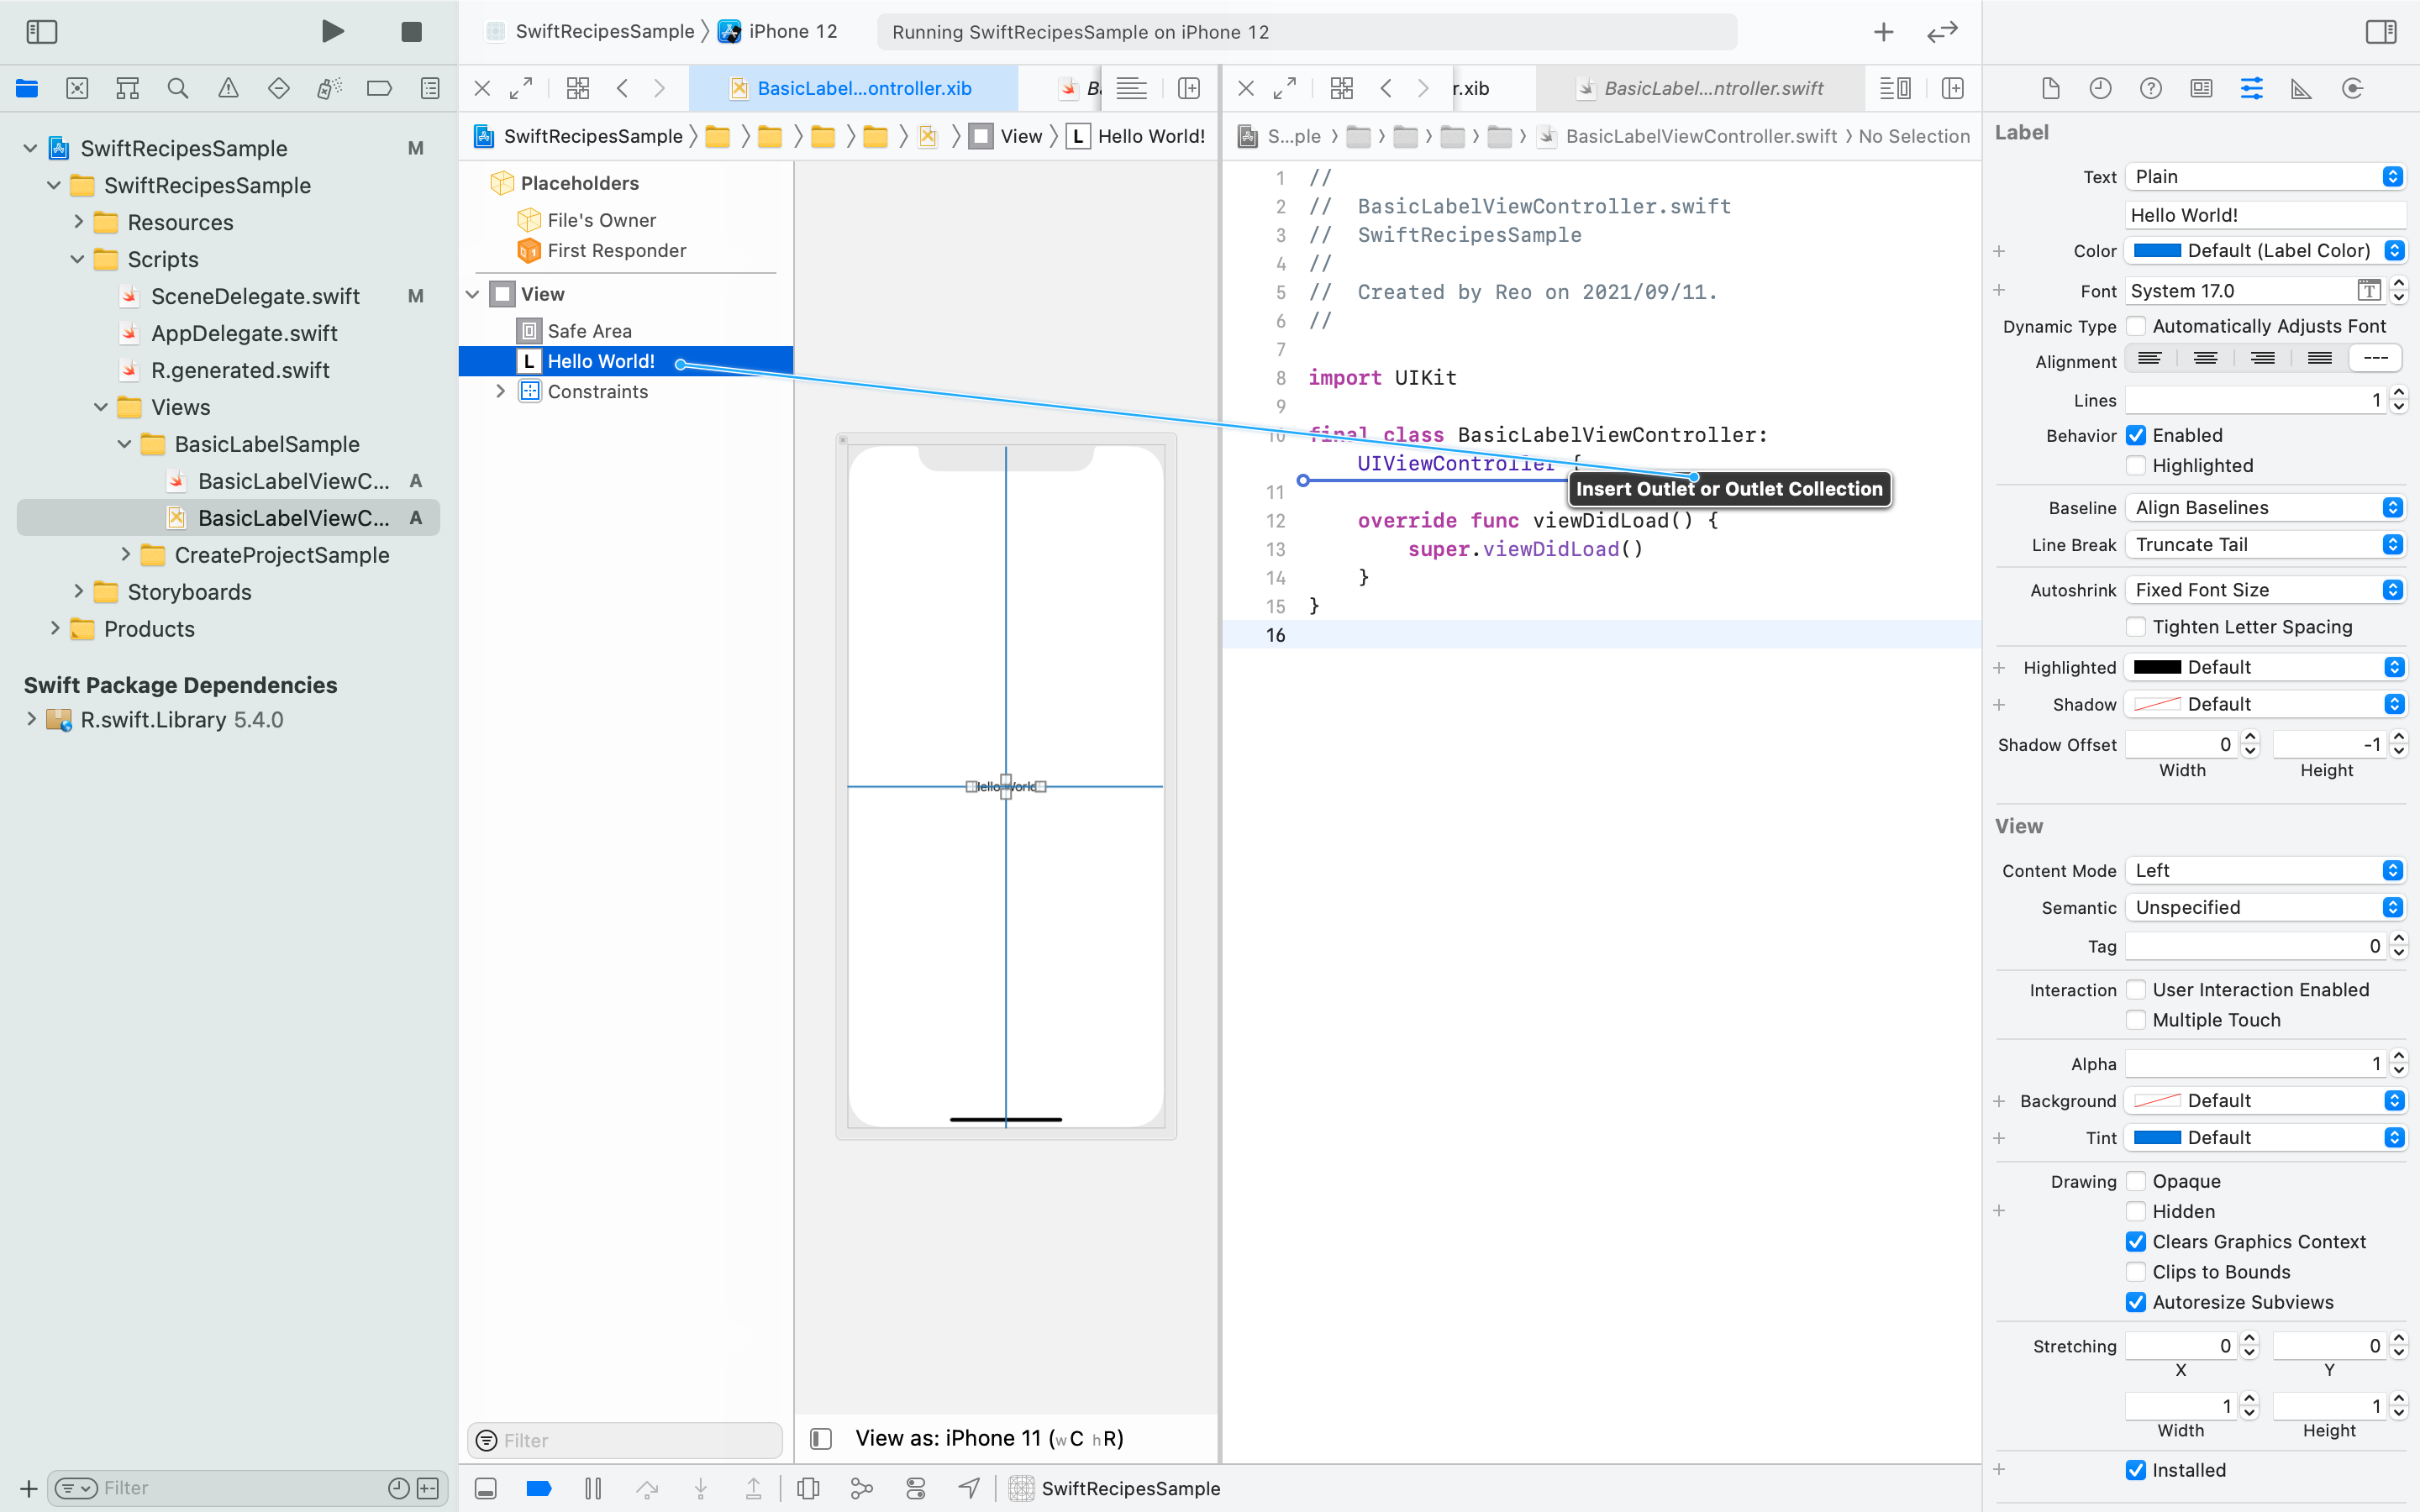 SwiftRecipesSample 〉 iPhone 12
Running SwiftRecipesSample on iPhone 12
BasicLabel...ontroller.xib
r.xib
BasicLabel...ntroller.swift
SwiftRecipesSample
View
L Hello World!
S...ple
BasicLabelViewController.swift
No Selection
SwiftRecipesSample M
SwiftRecipesSample
Resources
Scripts
SceneDelegate.swift M
AppDelegate.swift
R.generated.swift
Views
BasicLabelSample
BasicLabelViewC... A
BasicLabelViewC... A
CreateProjectSample
Storyboards
Products
Swift Package Dependencies
R.swift.Library 5.4.0
Filter
Placeholders
File's Owner
First Responder
View
Safe Area
L Hello World!
Constraints
Filter
View as: iPhone 11 (wC hR)
SwiftRecipesSample
1 //
2 //  BasicLabelViewController.swift
3 //  SwiftRecipesSample
4 //
5 //  Created by Reo on 2021/09/11.
6 //
7
8 import UIKit
9
10 final class BasicLabelViewController:
UIViewController {
Insert Outlet or Outlet Collection
11
12 override func viewDidLoad() {
13 super.viewDidLoad()
14 }
15 }
16
Label
Text Plain
Hello World!
Color Default (Label Color)
Font System 17.0
Dynamic Type Automatically Adjusts Font
Alignment
Lines 1
Behavior Enabled
Highlighted
Baseline Align Baselines
Line Break Truncate Tail
Autoshrink Fixed Font Size
Tighten Letter Spacing
Highlighted Default
Shadow Default
Shadow Offset 0 -1
Width Height
View
Content Mode Left
Semantic Unspecified
Tag 0
Interaction User Interaction Enabled
Multiple Touch
Alpha 1
Background Default
Tint Default
Drawing Opaque
Hidden
Clears Graphics Context
Clips to Bounds
Autoresize Subviews
Stretching 0 0
X Y
1 1
Width Height
Installed